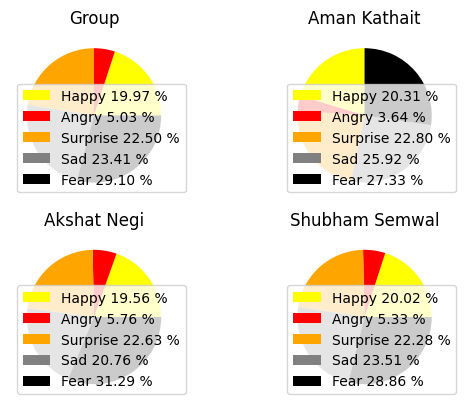 Group
Happy 19.97 %
Angry 5.03 %
Surprise 22.50 %
Sad 23.41 %
Fear 29.10 %
Aman Kathait
Happy 20.31 %
Angry 3.64 %
Surprise 22.80 %
Sad 25.92 %
Fear 27.33 %
Akshat Negi
Happy 19.56 %
Angry 5.76 %
Surprise 22.63 %
Sad 20.76 %
Fear 31.29 %
Shubham Semwal
Happy 20.02 %
Angry 5.33 %
Surprise 22.28 %
Sad 23.51 %
Fear 28.86 %